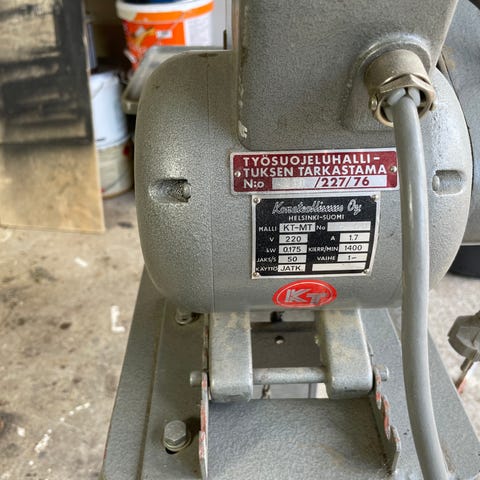 TYÖSUOJELUHALLI-
TUKSEN TARKASTAMA
N:o /227/76
Koneteollisuus Oy
HELSINKI-SUOMI
MALLI KT-MT No
V 220 A 1.7
kW 0.175 KIERR/MIN 1400
JAKS/S 50 VAIHE 1~
KÄYTTÖ JATK.
KT